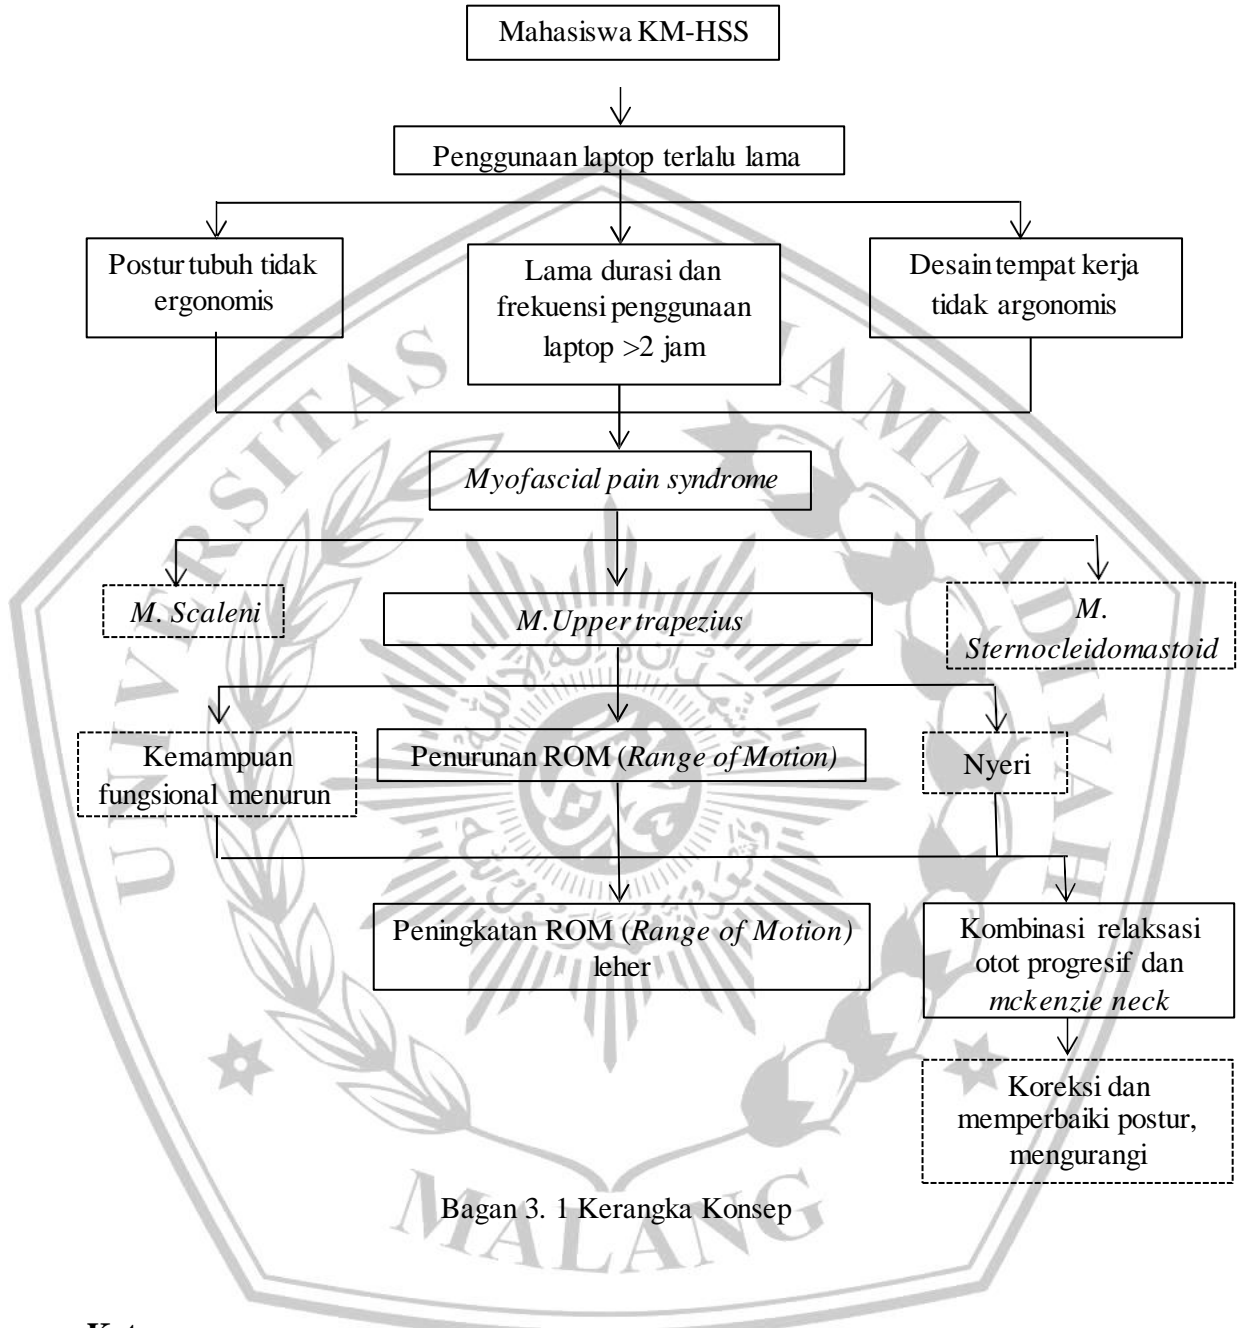 Mahasiswa KM-HSS
Penggunaan laptop terlalu lama
Postur tubuh tidak
ergonomis
Lama durasi dan
frekuensi penggunaan
laptop >2 jam
Desain tempat kerja
tidak argonomis
Myofascial pain syndrome
M. Scaleni
M.Upper trapezius
M.
Sternocleidomastoid
Kemampuan
fungsional menurun
Penurunan ROM (Range of Motion)
Nyeri
Peningkatan ROM (Range of Motion)
leher
Kombinasi relaksasi
otot progresif dan
mckenzie neck
Koreksi dan
memperbaiki postur,
mengurangi
Bagan 3. 1 Kerangka Konsep
UNIVERSITAS MUHAMMADIYAH
MALANG